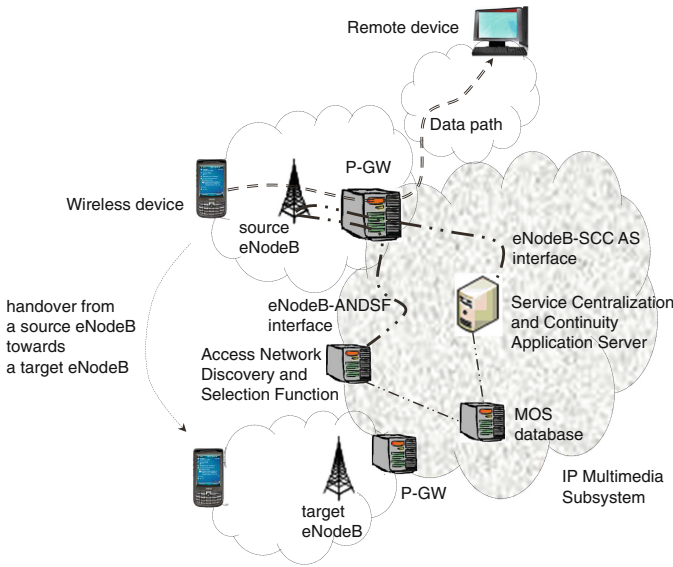 Remote device
Data path
P-GW
Wireless device
source
eNodeB
eNodeB-SCC AS
interface
handover from
a source eNodeB
towards
a target eNodeB
eNodeB-ANDSF
interface
Service Centralization
and Continuity
Application Server
Access Network
Discovery and
Selection Function
MOS
database
P-GW
IP Multimedia
Subsystem
target
eNodeB